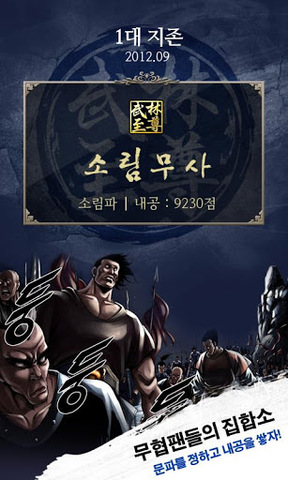 1대 지존
2012.09
武林
至尊
소림무사
소림파 | 내공 : 9230점
둥
둥
둥
무협팬들의 집합소
문파를 정하고 내공을 쌓자!